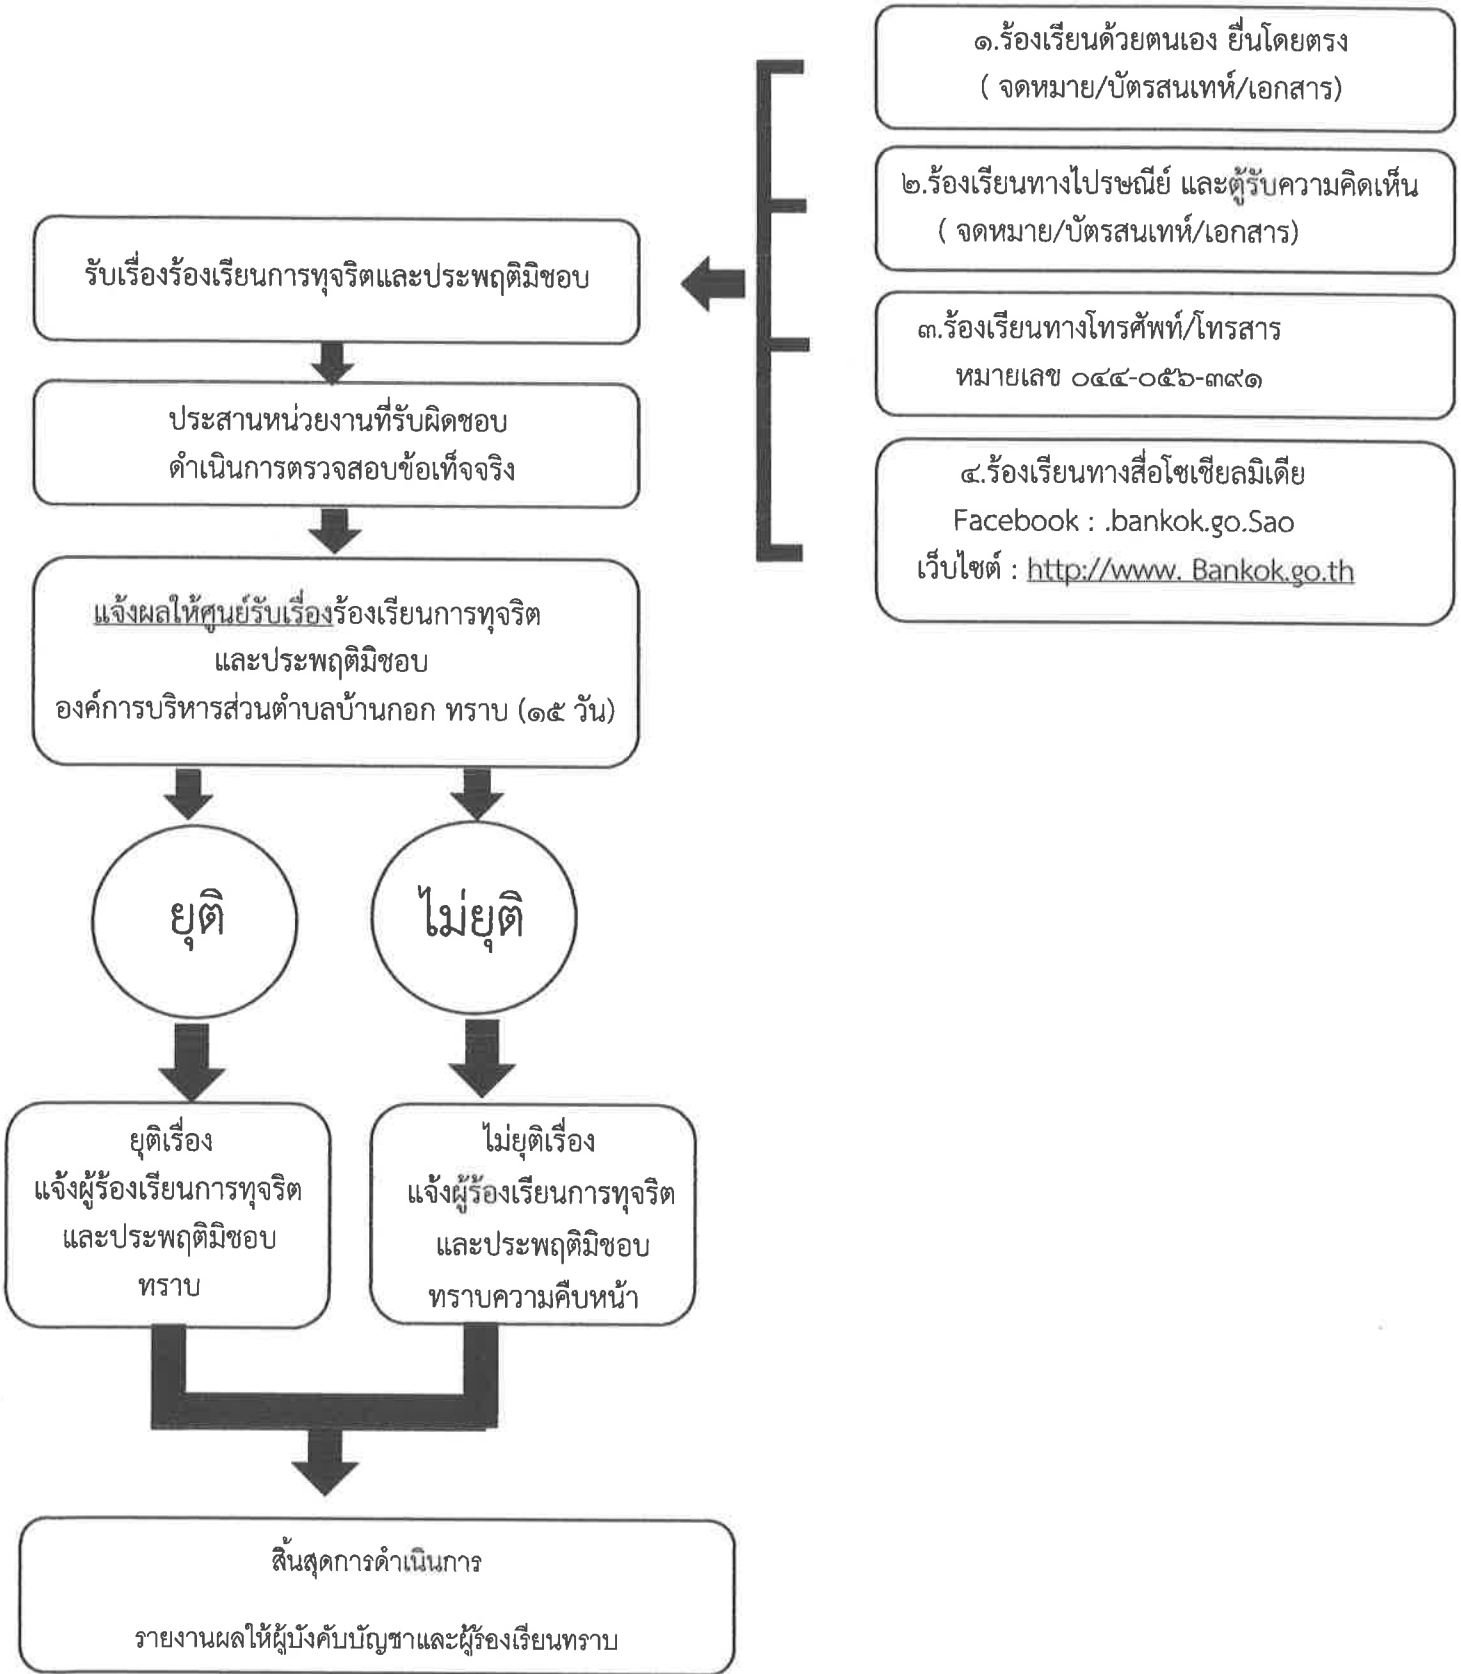 ๑.ร้องเรียนด้วยตนเอง ยื่นโดยตรง
( จดหมาย/บัตรสนเทห์/เอกสาร)
๒.ร้องเรียนทางไปรษณีย์ และตู้รับความคิดเห็น
( จดหมาย/บัตรสนเทห์/เอกสาร)
๓.ร้องเรียนทางโทรศัพท์/โทรสาร
หมายเลข ๐๔๔-๐๕๖-๓๙๑
๔.ร้องเรียนทางสื่อโซเชียลมิเดีย
Facebook : .bankok.go.Sao
เว็บไซต์ : http://www. Bankok.go.th
รับเรื่องร้องเรียนการทุจริตและประพฤติมิชอบ
ประสานหน่วยงานที่รับผิดชอบ
ดำเนินการตรวจสอบข้อเท็จจริง
แจ้งผลให้ศูนย์รับเรื่องร้องเรียนการทุจริต
และประพฤติมิชอบ
องค์การบริหารส่วนตำบลบ้านกอก ทราบ (๑๕ วัน)
ยุติ
ไม่ยุติ
ยุติเรื่อง
แจ้งผู้ร้องเรียนการทุจริต
และประพฤติมิชอบ
ทราบ
ไม่ยุติเรื่อง
แจ้งผู้ร้องเรียนการทุจริต
และประพฤติมิชอบ
ทราบความคืบหน้า
สิ้นสุดการดำเนินการ
รายงานผลให้ผู้บังคับบัญชาและผู้ร้องเรียนทราบ